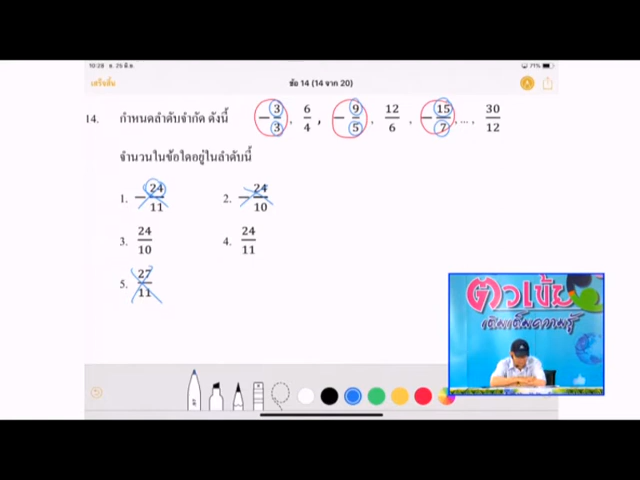 10:28 อ. 25 มี.ค. 71%
เสร็จสิ้น ข้อ 14 (14 จาก 20)
14. กำหนดลำดับจำกัด ดังนี้ −3/3, 6/4, −9/5, 12/6, −15/7, ..., 30/12
จำนวนในข้อใดอยู่ในลำดับนี้
1. −24/11 2. −24/10
3. 24/10 4. 24/11
5. 27/11
ติวเข้ม
เติมเต็มความรู้